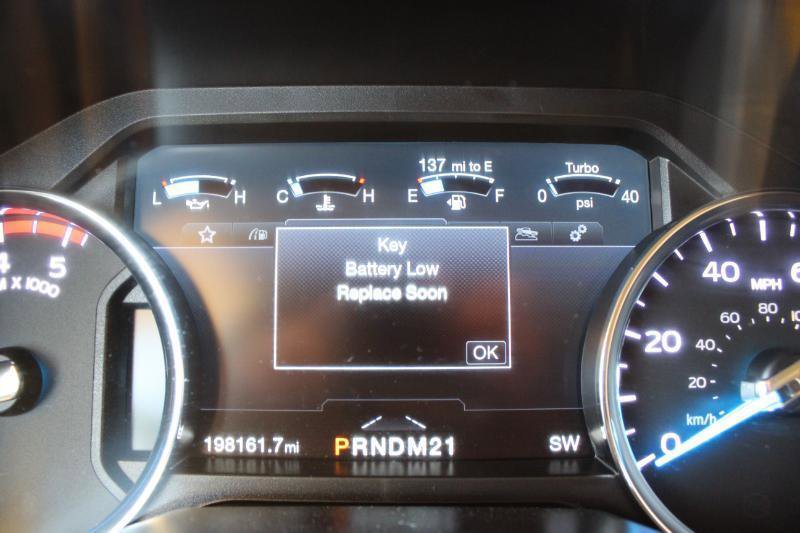 137 mi to E
Turbo
L H
C H
E F
0 40
psi
Key
Battery Low
Replace Soon
OK
198161.7mi
PRNDM21
SW
4 5
X1000
40
MPH
20
0
80
60
40
20
km/h